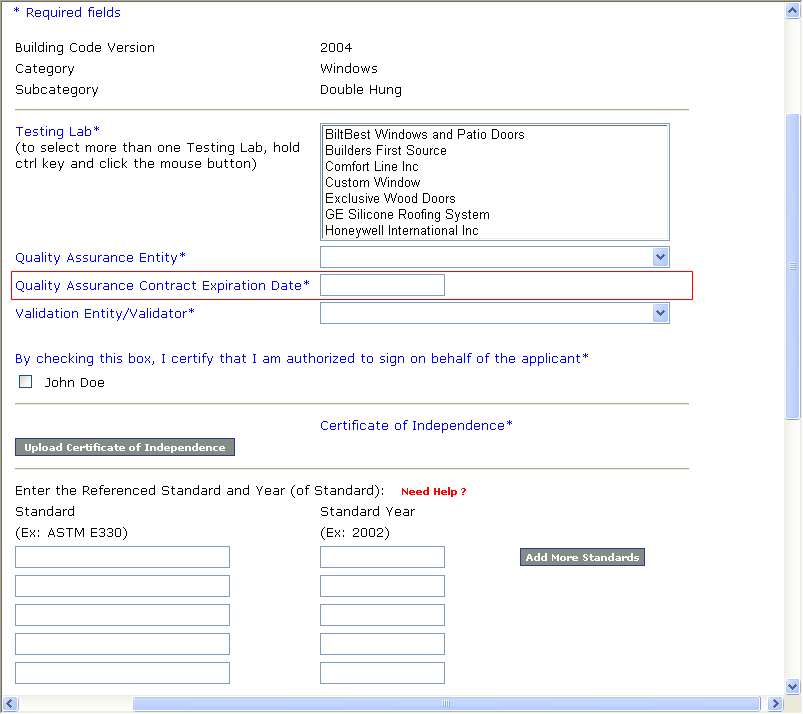 * Required fields
Building Code Version 2004
Category Windows
Subcategory Double Hung
Testing Lab*
(to select more than one Testing Lab, hold
ctrl key and click the mouse button)
BiltBest Windows and Patio Doors
Builders First Source
Comfort Line Inc
Custom Window
Exclusive Wood Doors
GE Silicone Roofing System
Honeywell International Inc
Quality Assurance Entity*
Quality Assurance Contract Expiration Date*
Validation Entity/Validator*
By checking this box, I certify that I am authorized to sign on behalf of the applicant*
John Doe
Certificate of Independence*
Upload Certificate of Independence
Enter the Referenced Standard and Year (of Standard): Need Help ?
Standard Standard Year
(Ex: ASTM E330) (Ex: 2002)
Add More Standards